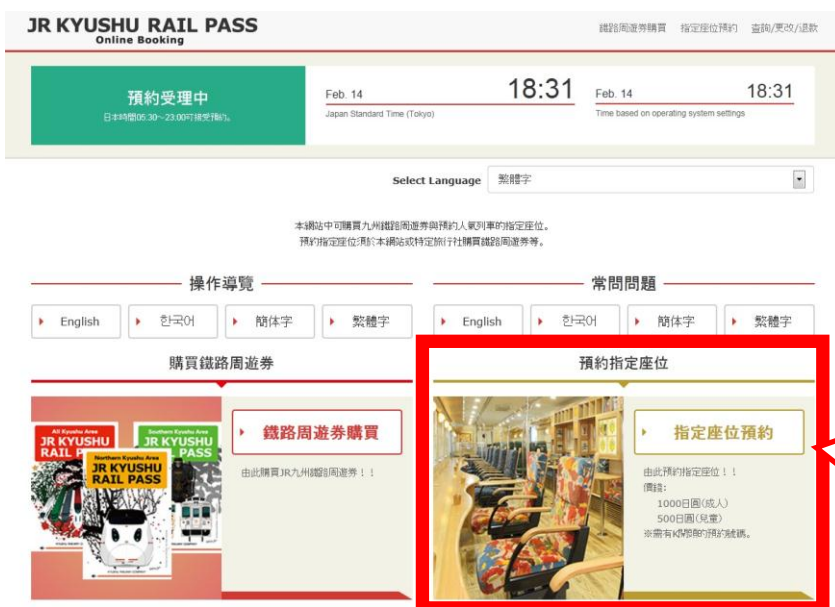 JR KYUSHU RAIL PASS
Online Booking
鐵路周遊券購買 指定座位預約 查詢/更改/退款
預約受理中
日本時間05:30～23:00可接受預約。
Feb. 14 18:31
Japan Standard Time (Tokyo)
Feb. 14 18:31
Time based on operating system settings
Select Language 繁體字
本網站中可購買九州鐵路周遊券與預約人氣列車的指定座位。
預約指定座位須於本網站或特定旅行社購買鐵路周遊券等。
操作導覽
English 한국어 簡体字 繁體字
常問問題
English 한국어 簡体字 繁體字
購買鐵路周遊券
All Kyushu Area
JR KYUSHU
RAIL P
Southern Kyushu Area
JR KYUSHU
PASS
Northern Kyushu Area
JR KYUSHU
RAIL PASS
鐵路周遊券購買
由此購買JR九州鐵路周遊券！！
預約指定座位
指定座位預約
由此預約指定座位！！
價錢:
1000日圓(成人)
500日圓(兒童)
※需有K開頭的預約號碼。